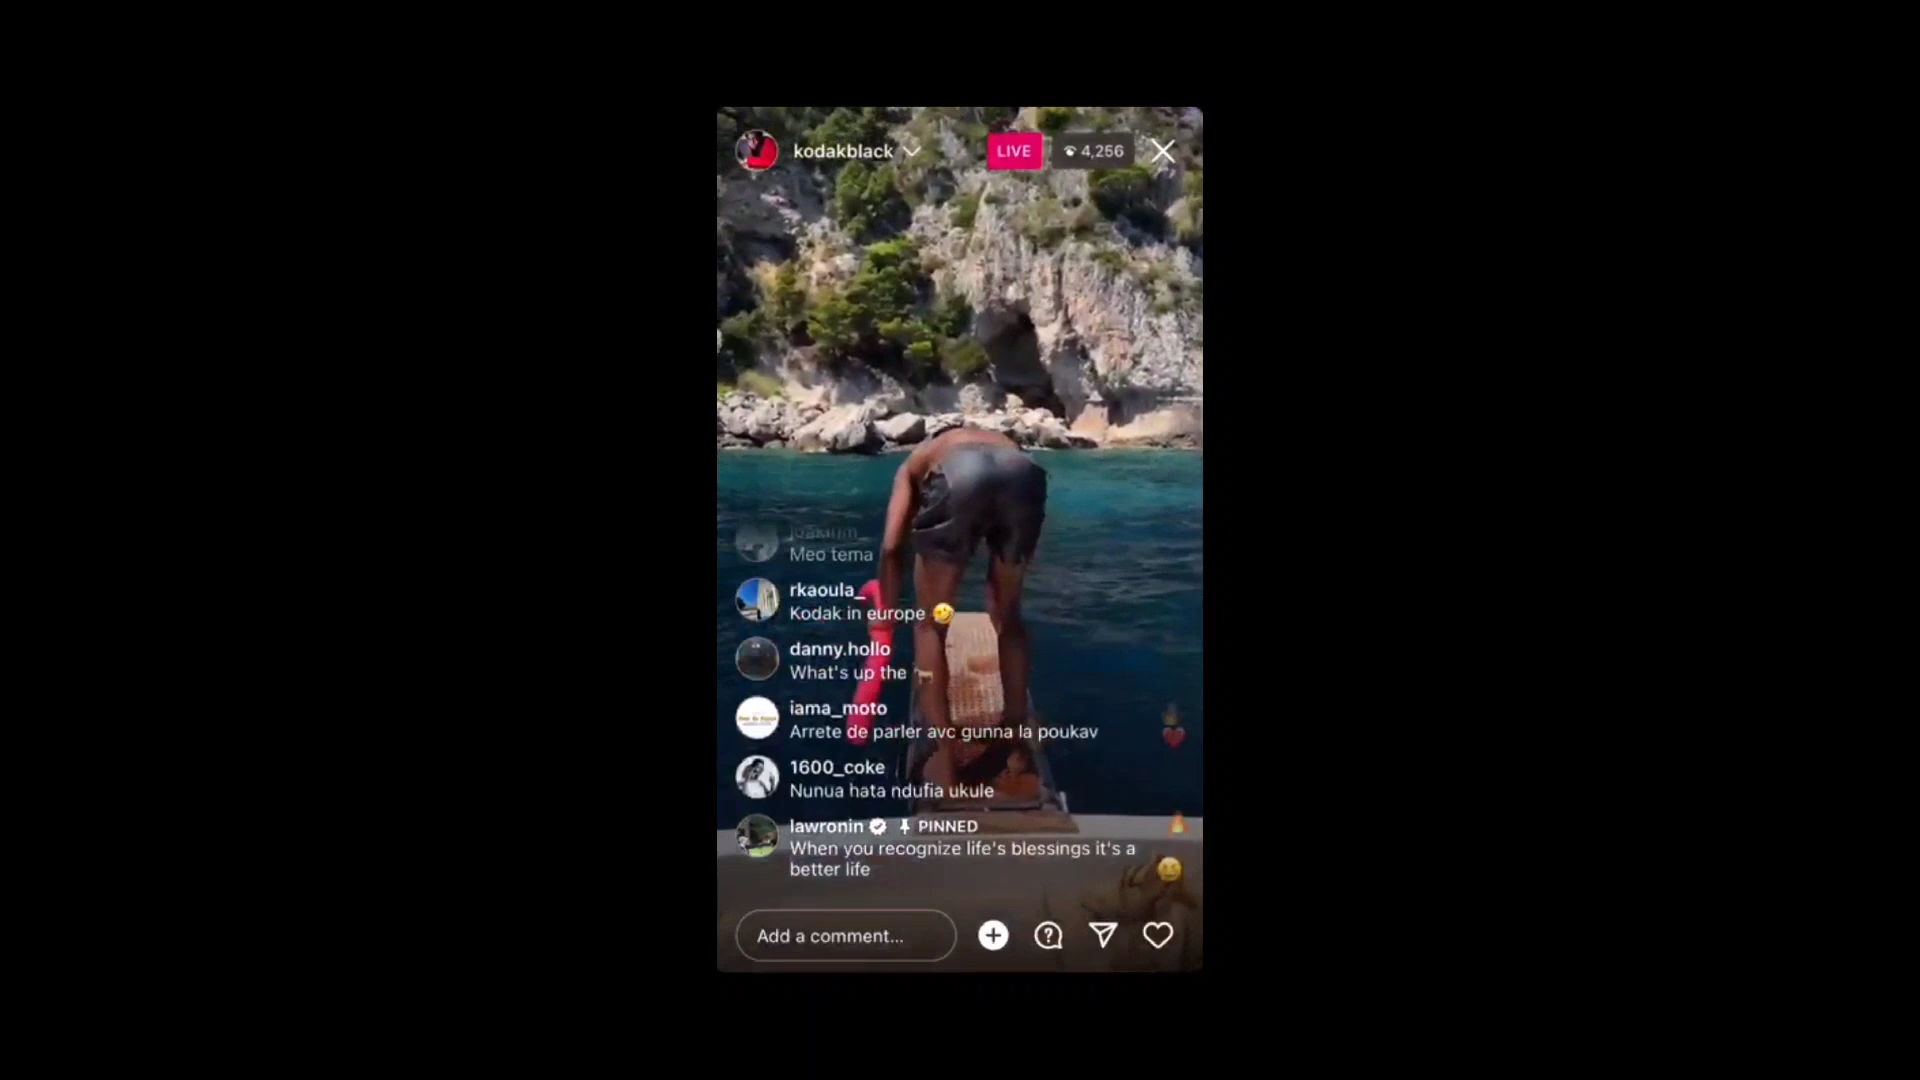 kodakblack
LIVE
4,256
Meo tema
rkaoula_
Kodak in europe 🤣
danny.hollo
What's up the 🐐
iama_moto
Arrete de parler avc gunna la poukav
1600_coke
Nunua hata ndufia ukule
lawronin PINNED
When you recognize life's blessings it's a
better life
Add a comment...